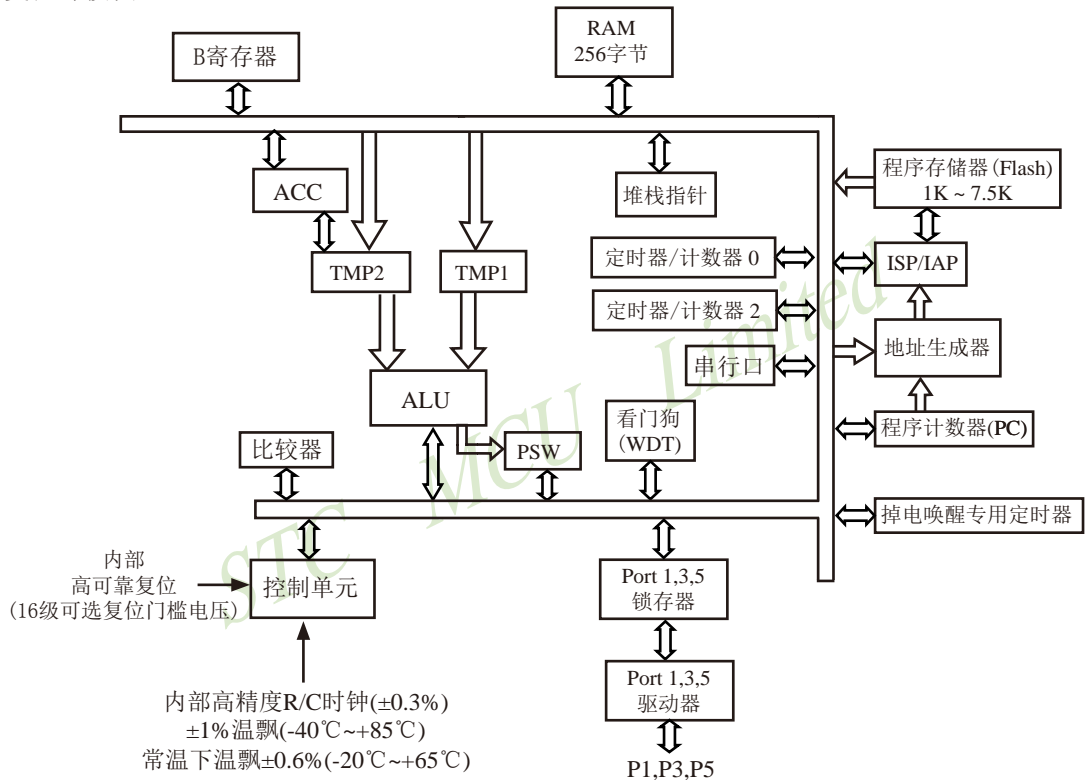 B寄存器
RAM
256字节
ACC
堆栈指针
程序存储器(Flash)
1K ~ 7.5K
TMP2
TMP1
定时器/计数器 0
ISP/IAP
定时器/计数器 2
地址生成器
串行口
ALU
看门狗
(WDT)
程序计数器(PC)
比较器
PSW
掉电唤醒专用定时器
内部
高可靠复位
(16级可选复位门槛电压)
控制单元
Port 1,3,5
锁存器
Port 1,3,5
驱动器
内部高精度R/C时钟(±0.3%)
±1%温飘(-40℃~+85℃)
常温下温飘±0.6%(-20℃~+65℃)
P1,P3,P5
STC MCU Limited